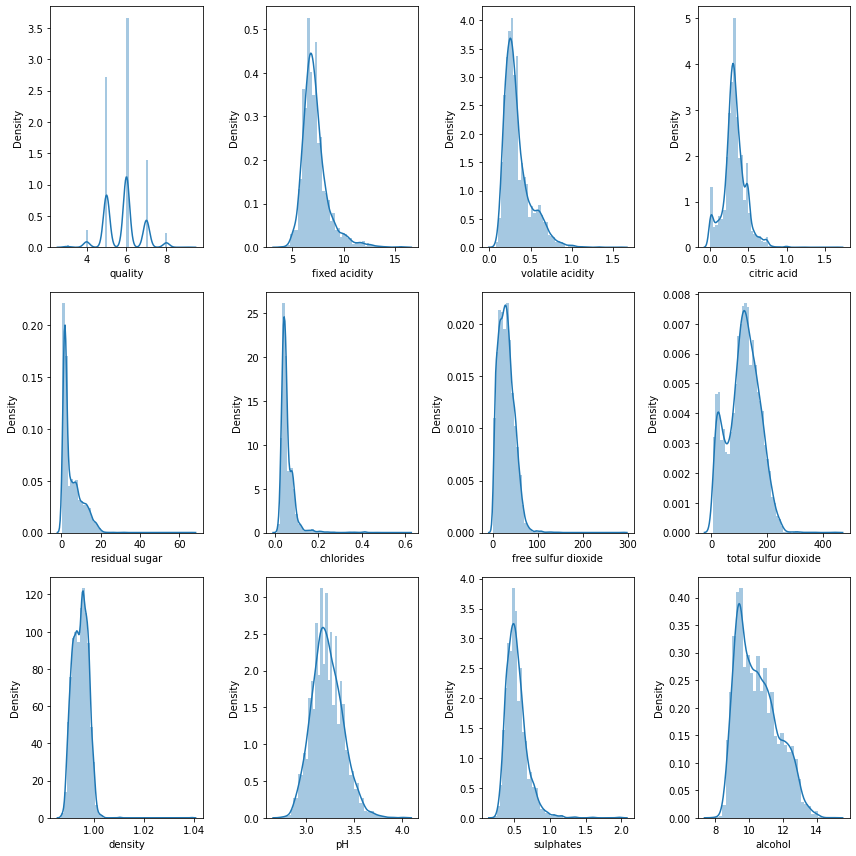 Density
3.5
3.0
2.5
2.0
1.5
1.0
0.5
0.0
4 6 8
quality
Density
0.5
0.4
0.3
0.2
0.1
0.0
5 10 15
fixed acidity
Density
4.0
3.5
3.0
2.5
2.0
1.5
1.0
0.5
0.0
0.0 0.5 1.0 1.5
volatile acidity
Density
5
4
3
2
1
0
0.0 0.5 1.0 1.5
citric acid
Density
0.20
0.15
0.10
0.05
0.00
0 20 40 60
residual sugar
Density
25
20
15
10
5
0
0.0 0.2 0.4 0.6
chlorides
Density
0.020
0.015
0.010
0.005
0.000
0 100 200 300
free sulfur dioxide
Density
0.008
0.007
0.006
0.005
0.004
0.003
0.002
0.001
0.000
0 200 400
total sulfur dioxide
Density
120
100
80
60
40
20
0
1.00 1.02 1.04
density
Density
3.0
2.5
2.0
1.5
1.0
0.5
0.0
3.0 3.5 4.0
pH
Density
4.0
3.5
3.0
2.5
2.0
1.5
1.0
0.5
0.0
0.5 1.0 1.5 2.0
sulphates
Density
0.40
0.35
0.30
0.25
0.20
0.15
0.10
0.05
0.00
8 10 12 14
alcohol